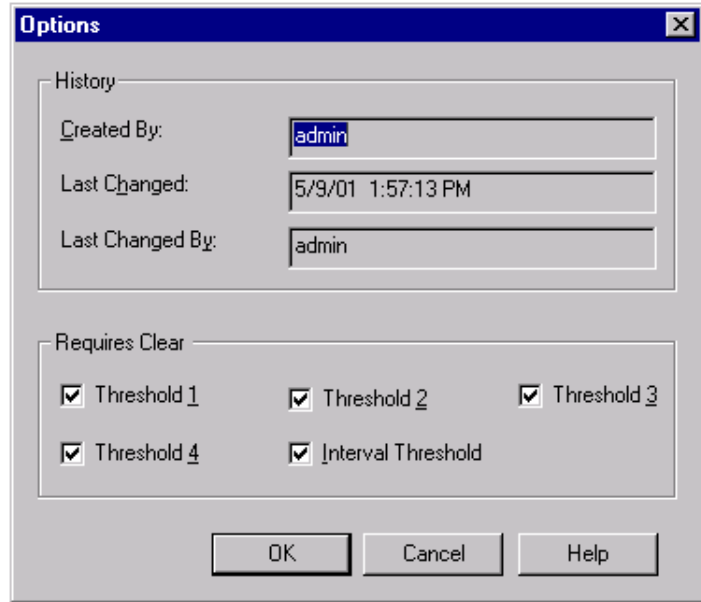 Options
History
Created By: admin
Last Changed: 5/9/01 1:57:13 PM
Last Changed By: admin
Requires Clear
Threshold 1 Threshold 2 Threshold 3
Threshold 4 Interval Threshold
OK Cancel Help